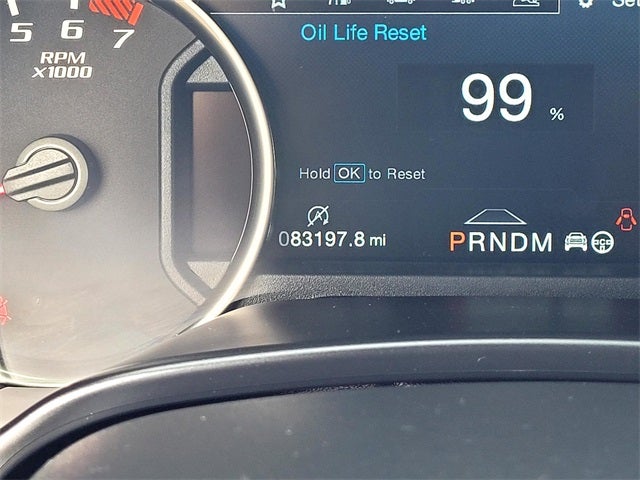 Oil Life Reset
5 6 7
RPM
X1000
99 %
Hold OK to Reset
083197.8 mi
PRNDM